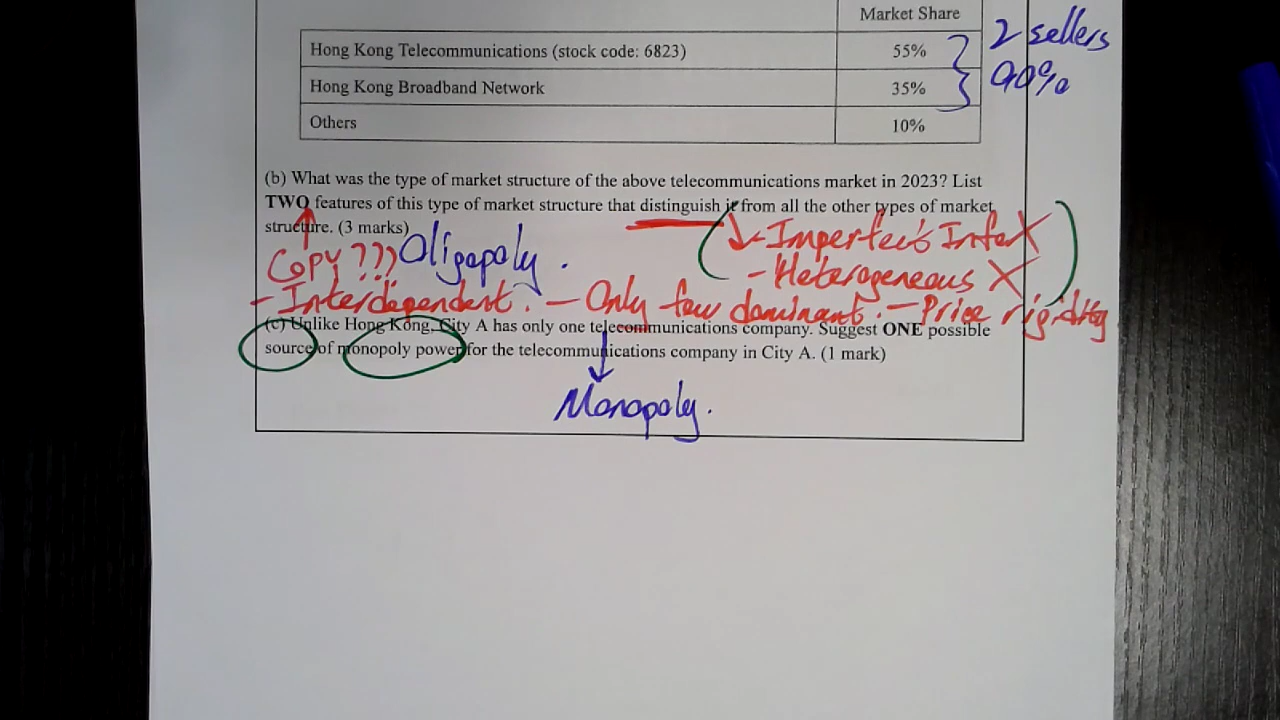 Market Share
2 sellers
Hong Kong Telecommunications (stock code: 6823) 55%
90%
Hong Kong Broadband Network 35%
Others 10%
(b) What was the type of market structure of the above telecommunications market in 2023? List
TWO features of this type of market structure that distinguish it from all the other types of market
structure. (3 marks)
Oligopoly.
- Imperfect Info X
Copy ???
- Heterogeneous X
- Interdependent. - Only few dominant. - Price rigidity
(c) Unlike Hong Kong, City A has only one telecommunications company. Suggest ONE possible
source of monopoly power for the telecommunications company in City A. (1 mark)
Monopoly.